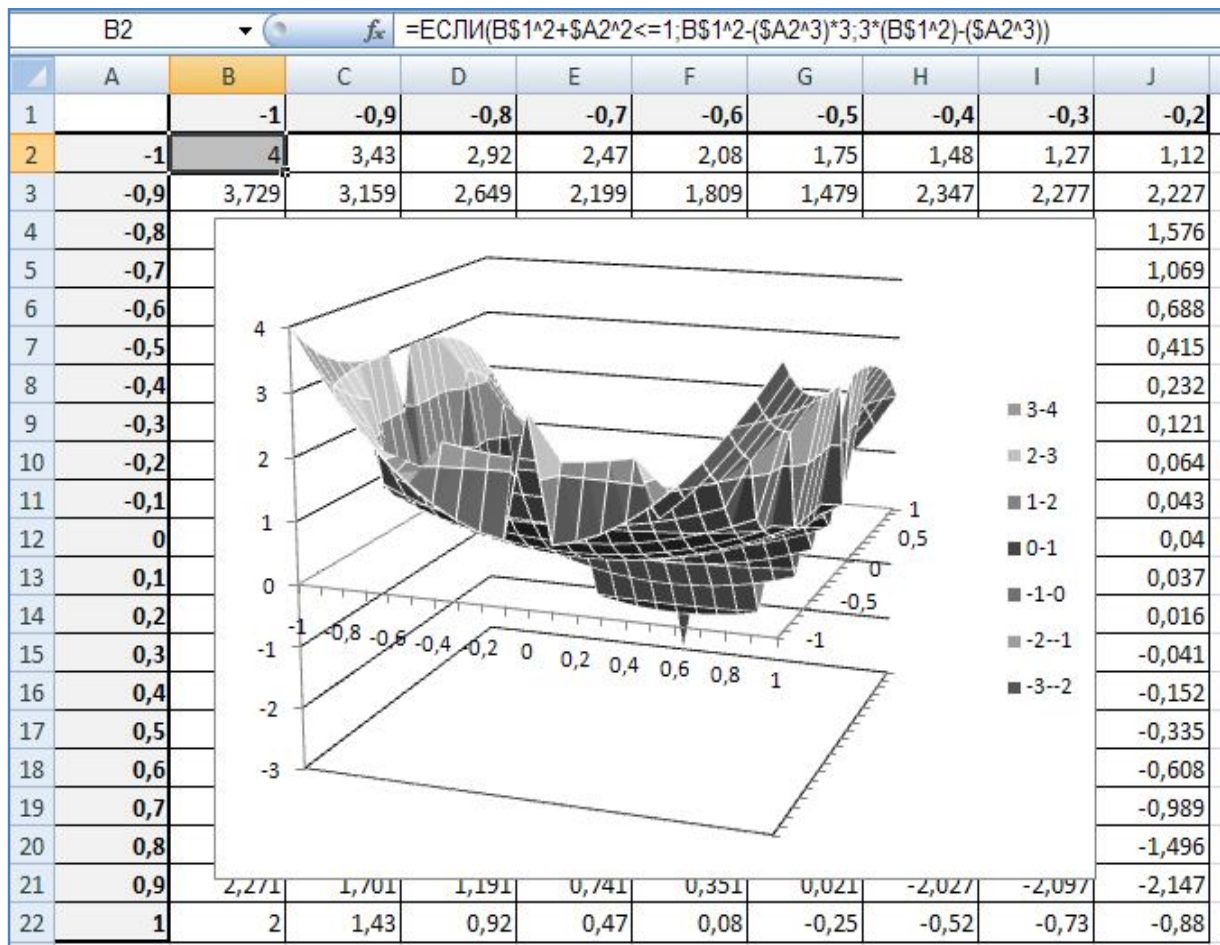 B2 fx =ЕСЛИ(B$1^2+$A2^2<=1;B$1^2-($A2^3)*3;3*(B$1^2)-($A2^3))
A B C D E F G H I J
1 -1 -0,9 -0,8 -0,7 -0,6 -0,5 -0,4 -0,3 -0,2
2 -1 4 3,43 2,92 2,47 2,08 1,75 1,48 1,27 1,12
3 -0,9 3,729 3,159 2,649 2,199 1,809 1,479 2,347 2,277 2,227
4 -0,8 1,576
5 -0,7 1,069
6 -0,6 0,688
7 -0,5 0,415
8 -0,4 0,232
9 -0,3 0,121
10 -0,2 0,064
11 -0,1 0,043
12 0 0,04
13 0,1 0,037
14 0,2 0,016
15 0,3 -0,041
16 0,4 -0,152
17 0,5 -0,335
18 0,6 -0,608
19 0,7 -0,989
20 0,8 -1,496
21 0,9 2,271 1,701 1,191 0,741 0,351 0,021 -2,027 -2,097 -2,147
22 1 2 1,43 0,92 0,47 0,08 -0,25 -0,52 -0,73 -0,88
4
3
2
1
0
-1
-2
-3
-1 -0,8 -0,6 -0,4 -0,2 0 0,2 0,4 0,6 0,8 1
1
0,5
0
-0,5
-1
3-4
2-3
1-2
0-1
-1-0
-2--1
-3--2